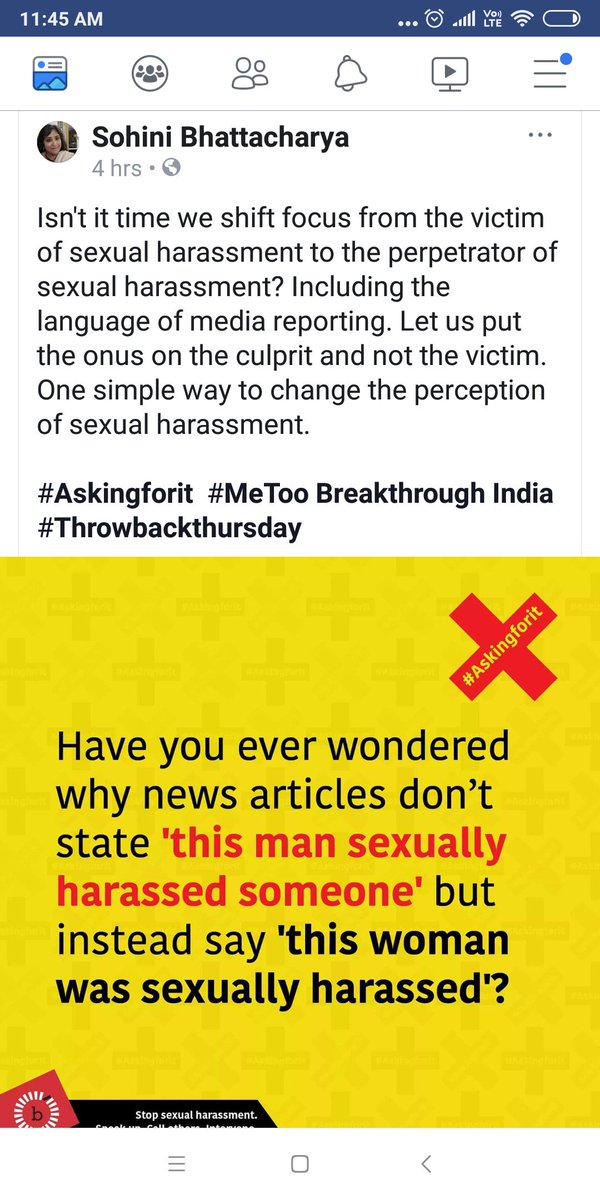 11:45 AM
Vo))
LTE
Sohini Bhattacharya
4 hrs
Isn't it time we shift focus from the victim
of sexual harassment to the perpetrator of
sexual harassment? Including the
language of media reporting. Let us put
the onus on the culprit and not the victim.
One simple way to change the perception
of sexual harassment.
#Askingforit #MeToo Breakthrough India
#Throwbackthursday
#Askingforit
Have you ever wondered
why news articles don’t
state 'this man sexually
harassed someone' but
instead say 'this woman
was sexually harassed'?
b
Stop sexual harassment.